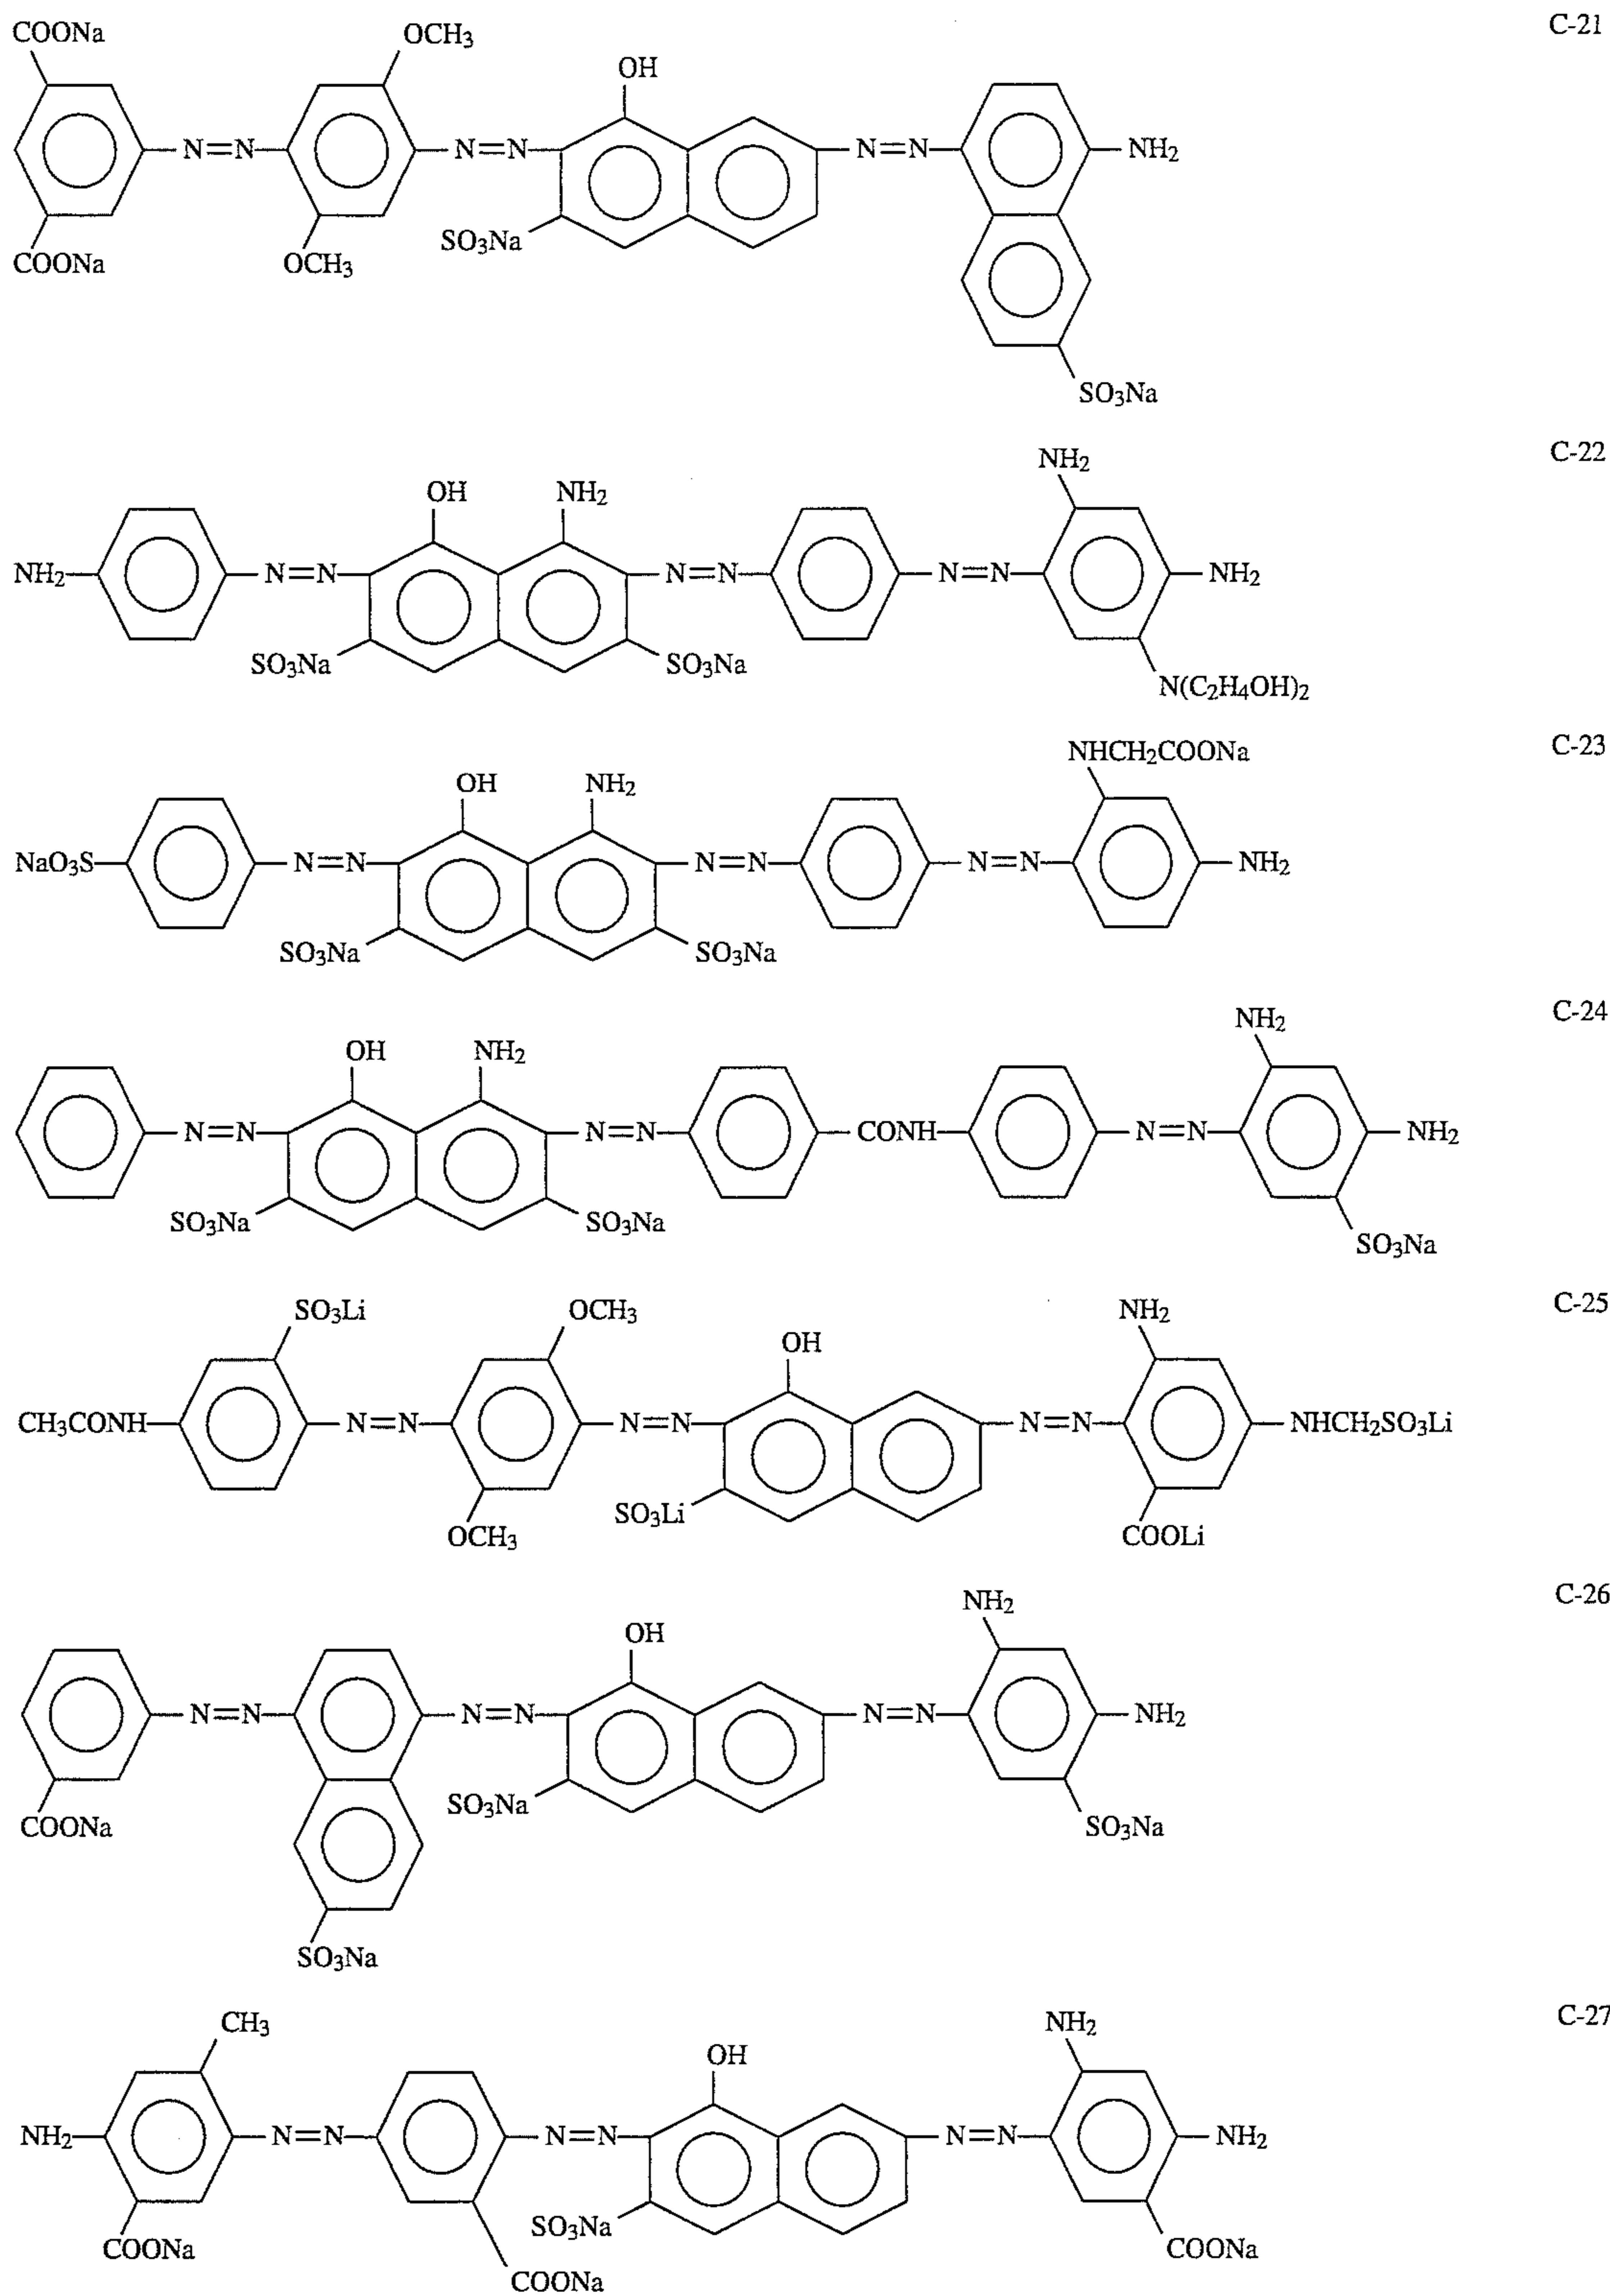 COONa OCH3 C-21
OH
N=N N=N N=N NH2
SO3Na
COONa OCH3
SO3Na
C-22
NH2
OH NH2
NH2 N=N N=N N=N NH2
SO3Na SO3Na
N(C2H4OH)2
NHCH2COONa C-23
OH NH2
NaO3S N=N N=N N=N NH2
SO3Na SO3Na
C-24
NH2
OH NH2
N=N N=N CONH N=N NH2
SO3Na SO3Na
SO3Na
SO3Li OCH3 NH2 C-25
OH
CH3CONH N=N N=N N=N NHCH2SO3Li
SO3Li
OCH3 COOLi
C-26
NH2
OH
N=N N=N N=N NH2
SO3Na
COONa SO3Na
SO3Na
CH3 NH2 C-27
OH
NH2 N=N N=N N=N NH2
SO3Na
COONa COONa
COONa